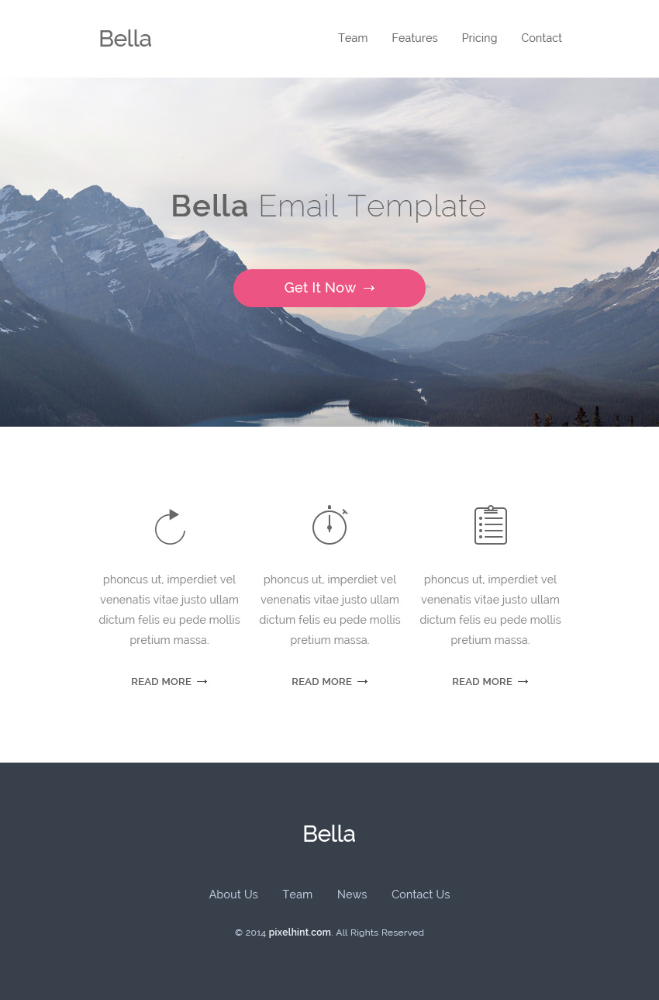 Bella
Team Features Pricing Contact
Bella Email Template
Get It Now →
phoncus ut, imperdiet vel
venenatis vitae justo ullam
dictum felis eu pede mollis
pretium massa.
READ MORE →
phoncus ut, imperdiet vel
venenatis vitae justo ullam
dictum felis eu pede mollis
pretium massa.
READ MORE →
phoncus ut, imperdiet vel
venenatis vitae justo ullam
dictum felis eu pede mollis
pretium massa.
READ MORE →
Bella
About Us Team News Contact Us
© 2014 pixelhint.com. All Rights Reserved